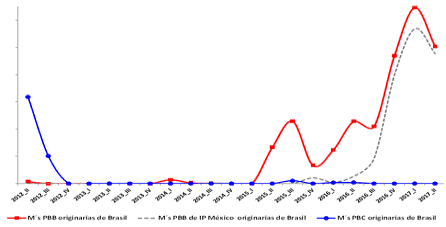 2012_II 2012_III 2012_IV 2013_I 2013_II 2013_III 2013_IV 2014_I 2014_II 2014_III 2014_IV 2015_I 2015_II 2015_III 2015_IV 2016_I 2016_II 2016_III 2016_IV 2017_I 2017_II
M´s PBB originarias de Brasil M´s PBB de IP México originarias de Brasil M´s PBC originarias de Brasil